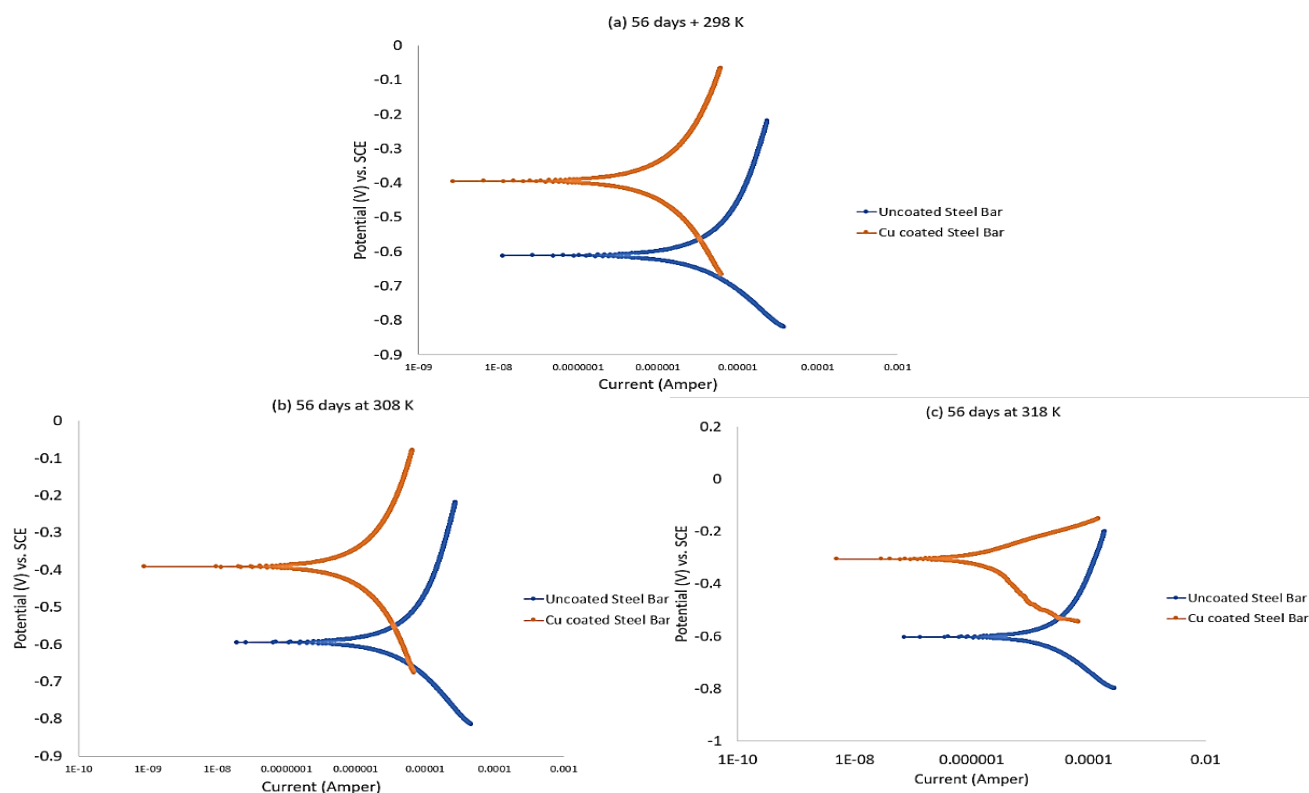 (a) 56 days + 298 K
0
-0.1
-0.2
-0.3
-0.4
-0.5
-0.6
-0.7
-0.8
-0.9
Potential (V) vs. SCE
1E-09 1E-08 0.0000001 0.000001 0.00001 0.0001 0.001
Current (Amper)
Uncoated Steel Bar
Cu coated Steel Bar
(b) 56 days at 308 K
0
-0.1
-0.2
-0.3
-0.4
-0.5
-0.6
-0.7
-0.8
-0.9
Potential (V) vs. SCE
1E-10 1E-09 1E-08 0.0000001 0.000001 0.00001 0.0001 0.001
Current (Amper)
Uncoated Steel Bar
Cu coated Steel Bar
(c) 56 days at 318 K
0.2
0
-0.2
-0.4
-0.6
-0.8
-1
Potential (V) vs. SCE
1E-10 1E-08 0.000001 0.0001 0.01
Current (Amper)
Uncoated Steel Bar
Cu coated Steel Bar